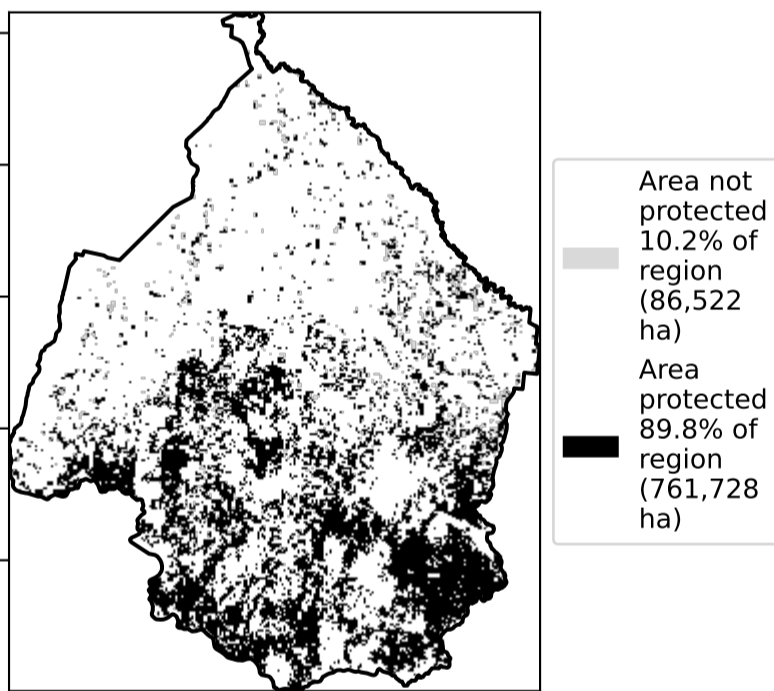 Area not
protected
10.2% of
region
(86,522
ha)
Area
protected
89.8% of
region
(761,728
ha)